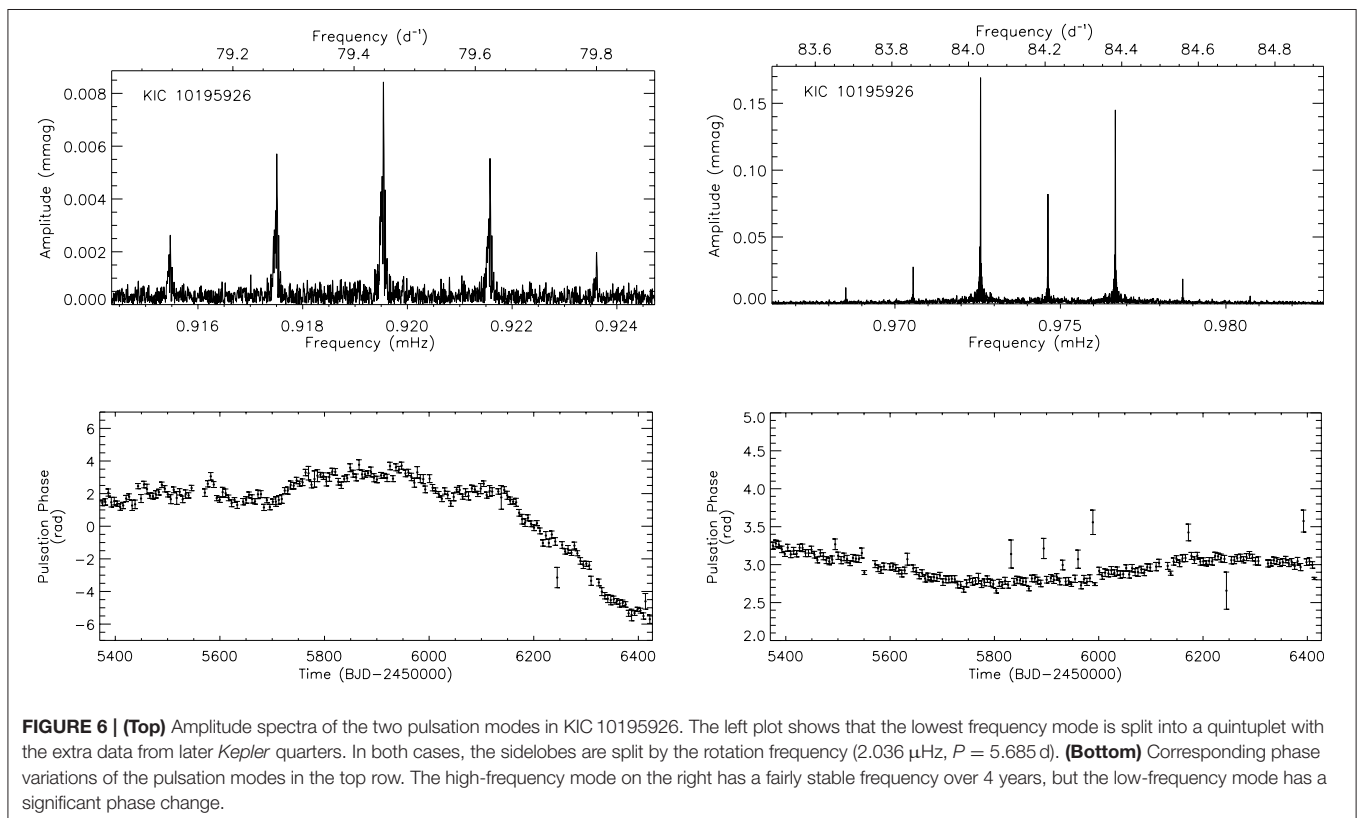 Frequency (d⁻¹)
79.2 79.4 79.6 79.8
KIC 10195926
0.008
0.006
0.004
0.002
0.000
Amplitude (mmag)
0.916 0.918 0.920 0.922 0.924
Frequency (mHz)
Frequency (d⁻¹)
83.6 83.8 84.0 84.2 84.4 84.6 84.8
KIC 10195926
0.15
0.10
0.05
0.00
Amplitude (mmag)
0.970 0.975 0.980
Frequency (mHz)
6
4
2
0
−2
−4
−6
Pulsation Phase
(rad)
5400 5600 5800 6000 6200 6400
Time (BJD−2450000)
5.0
4.5
4.0
3.5
3.0
2.5
2.0
Pulsation Phase
(rad)
5400 5600 5800 6000 6200 6400
Time (BJD−2450000)
FIGURE 6 | (Top) Amplitude spectra of the two pulsation modes in KIC 10195926. The left plot shows that the lowest frequency mode is split into a quintuplet with
the extra data from later Kepler quarters. In both cases, the sidelobes are split by the rotation frequency (2.036 μHz, P = 5.685 d). (Bottom) Corresponding phase
variations of the pulsation modes in the top row. The high-frequency mode on the right has a fairly stable frequency over 4 years, but the low-frequency mode has a
significant phase change.